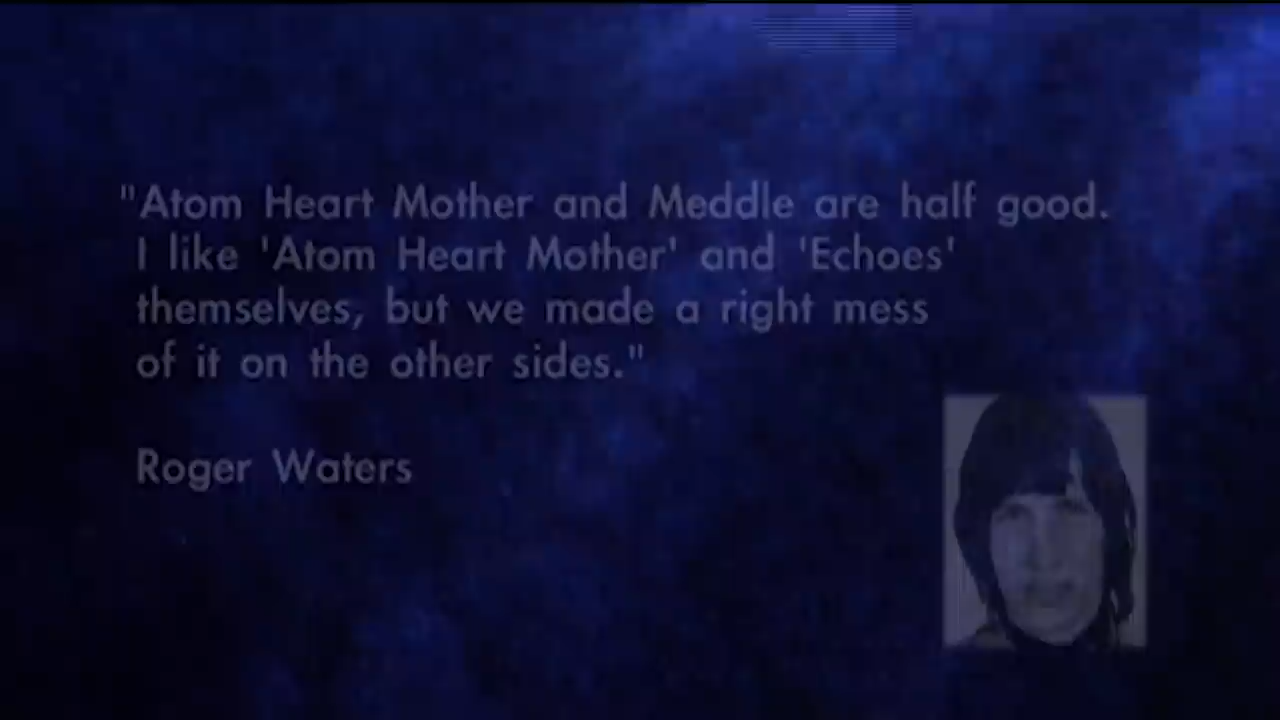 "Atom Heart Mother and Meddle are half good.
I like 'Atom Heart Mother' and 'Echoes'
themselves, but we made a right mess
of it on the other sides."
Roger Waters